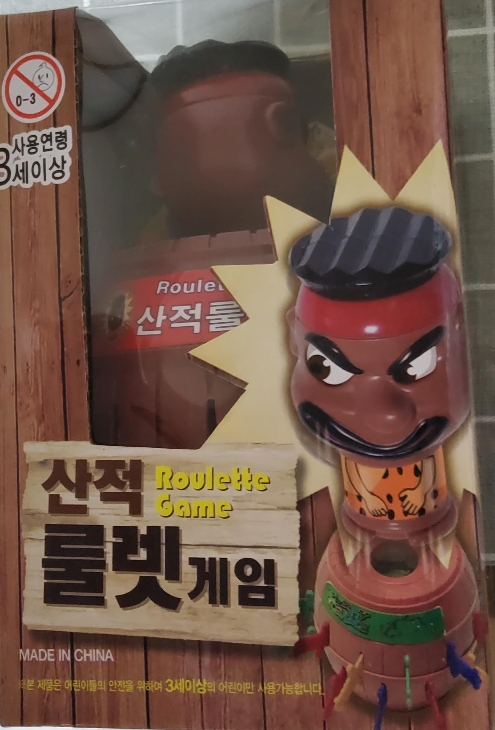 0-3
사용연령
3세이상
Roulet
산적룰
산적 Roulette
Game
룰렛게임
MADE IN CHINA
본 제품은 어린이들의 안전을 위하여 3세이상의 어린이만 사용가능합니다.